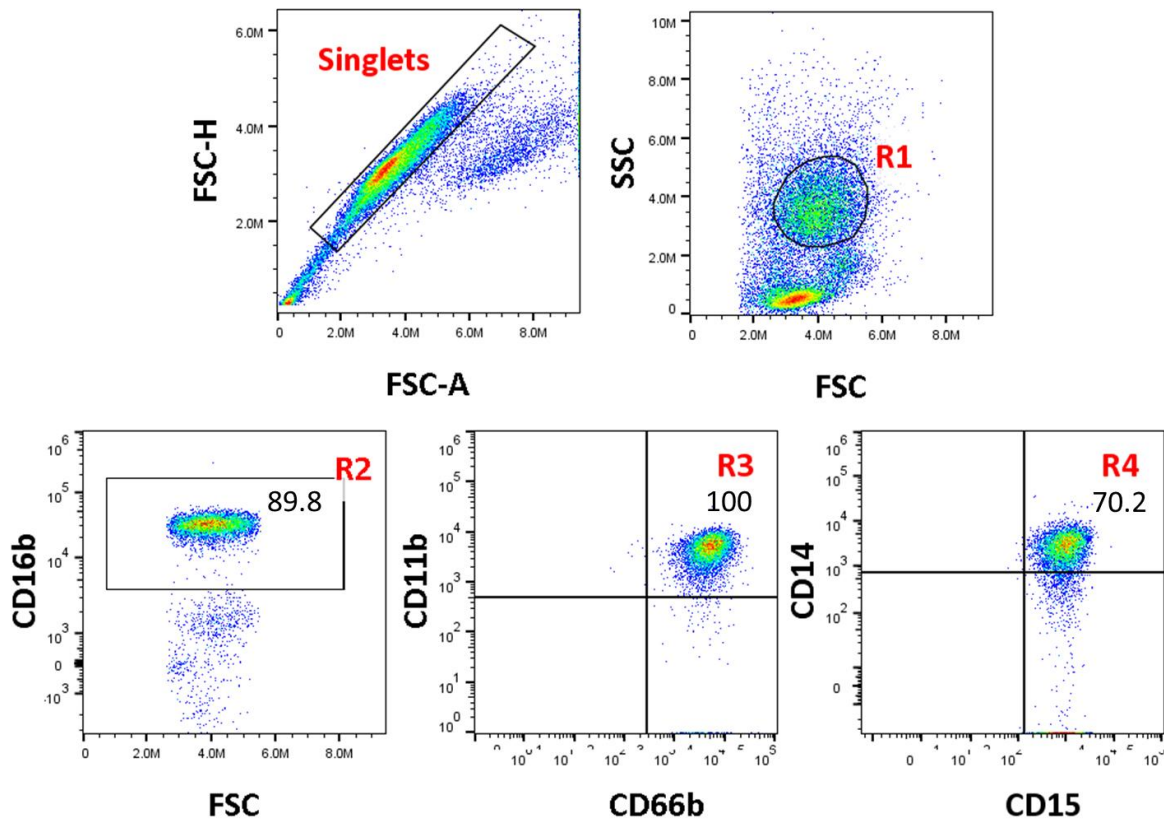 Singlets
FSC-H
6.0M
4.0M
2.0M
0
2.0M
4.0M
6.0M
8.0M
FSC-A
R1
SSC
10M
8.0M
6.0M
4.0M
2.0M
0
0
2.0M
4.0M
6.0M
8.0M
FSC
R2
89.8
CD16b
10^6
10^5
10^4
10^3
0
-10^3
0
2.0M
4.0M
6.0M
8.0M
FSC
R3
100
CD11b
10^6
10^5
10^4
10^3
10^2
10^1
10^0
CD66b
R4
70.2
CD14
10^6
10^5
10^4
10^3
10^2
0
CD15